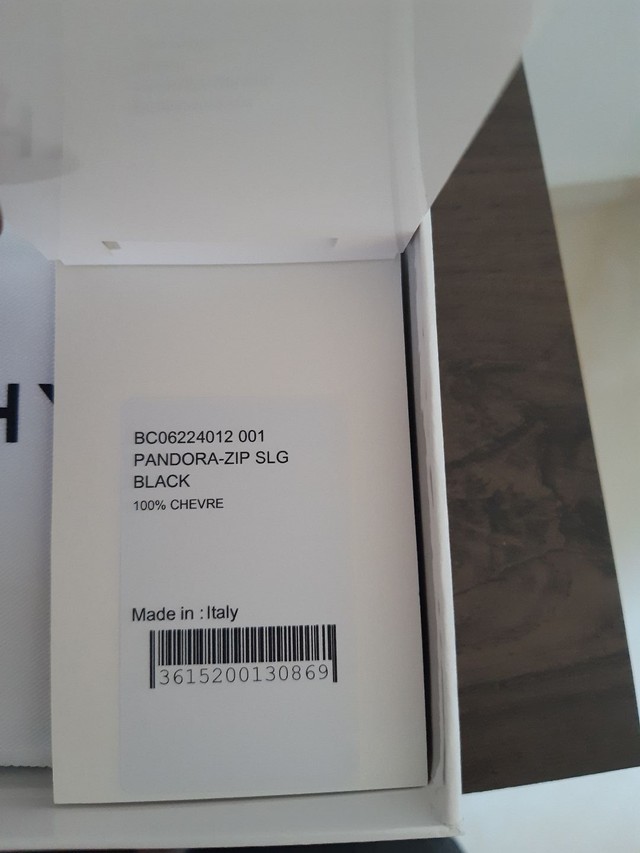 BC06224012 001
PANDORA-ZIP SLG
BLACK
100% CHEVRE
Made in : Italy
3615200130869